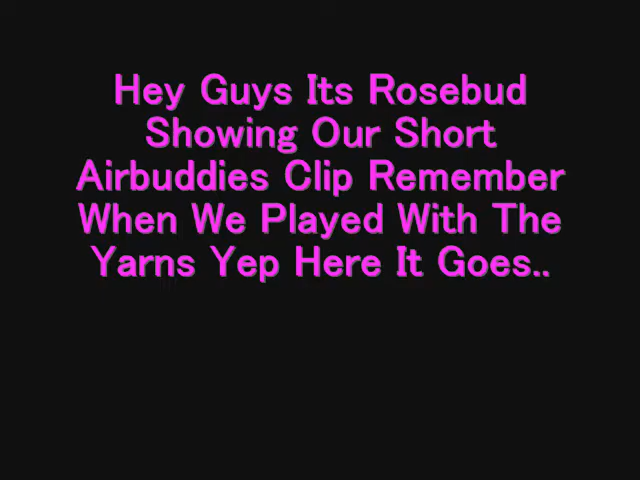 Hey Guys Its Rosebud
Showing Our Short
Airbuddies Clip Remember
When We Played With The
Yarns Yep Here It Goes..